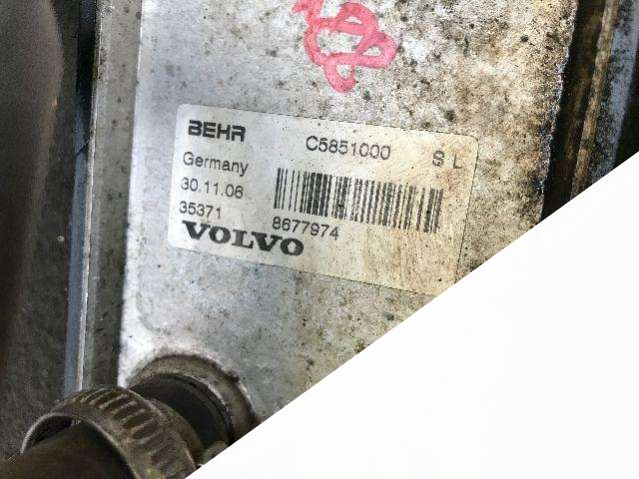 BEHR C5851000 S L
Germany
30.11.06
35371 8677974
VOLVO